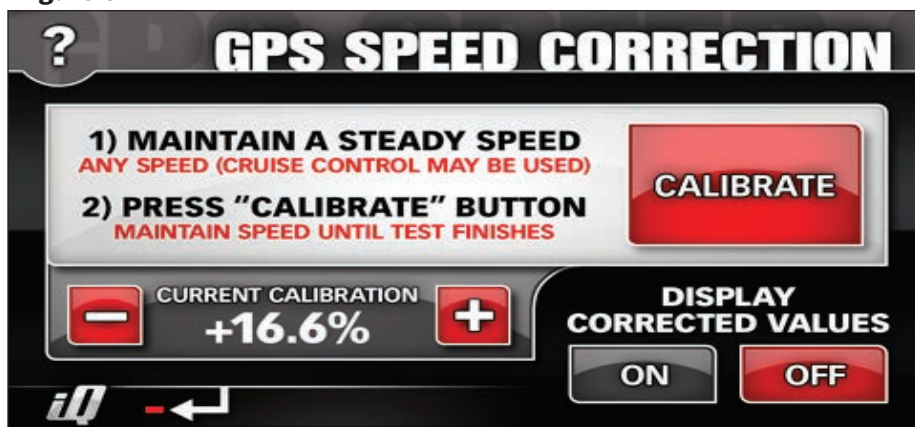 ?
GPS SPEED CORRECTION
1) MAINTAIN A STEADY SPEED
ANY SPEED (CRUISE CONTROL MAY BE USED)
2) PRESS "CALIBRATE" BUTTON
MAINTAIN SPEED UNTIL TEST FINISHES
CALIBRATE
CURRENT CALIBRATION
- +16.6% +
DISPLAY
CORRECTED VALUES
ON OFF
iQ